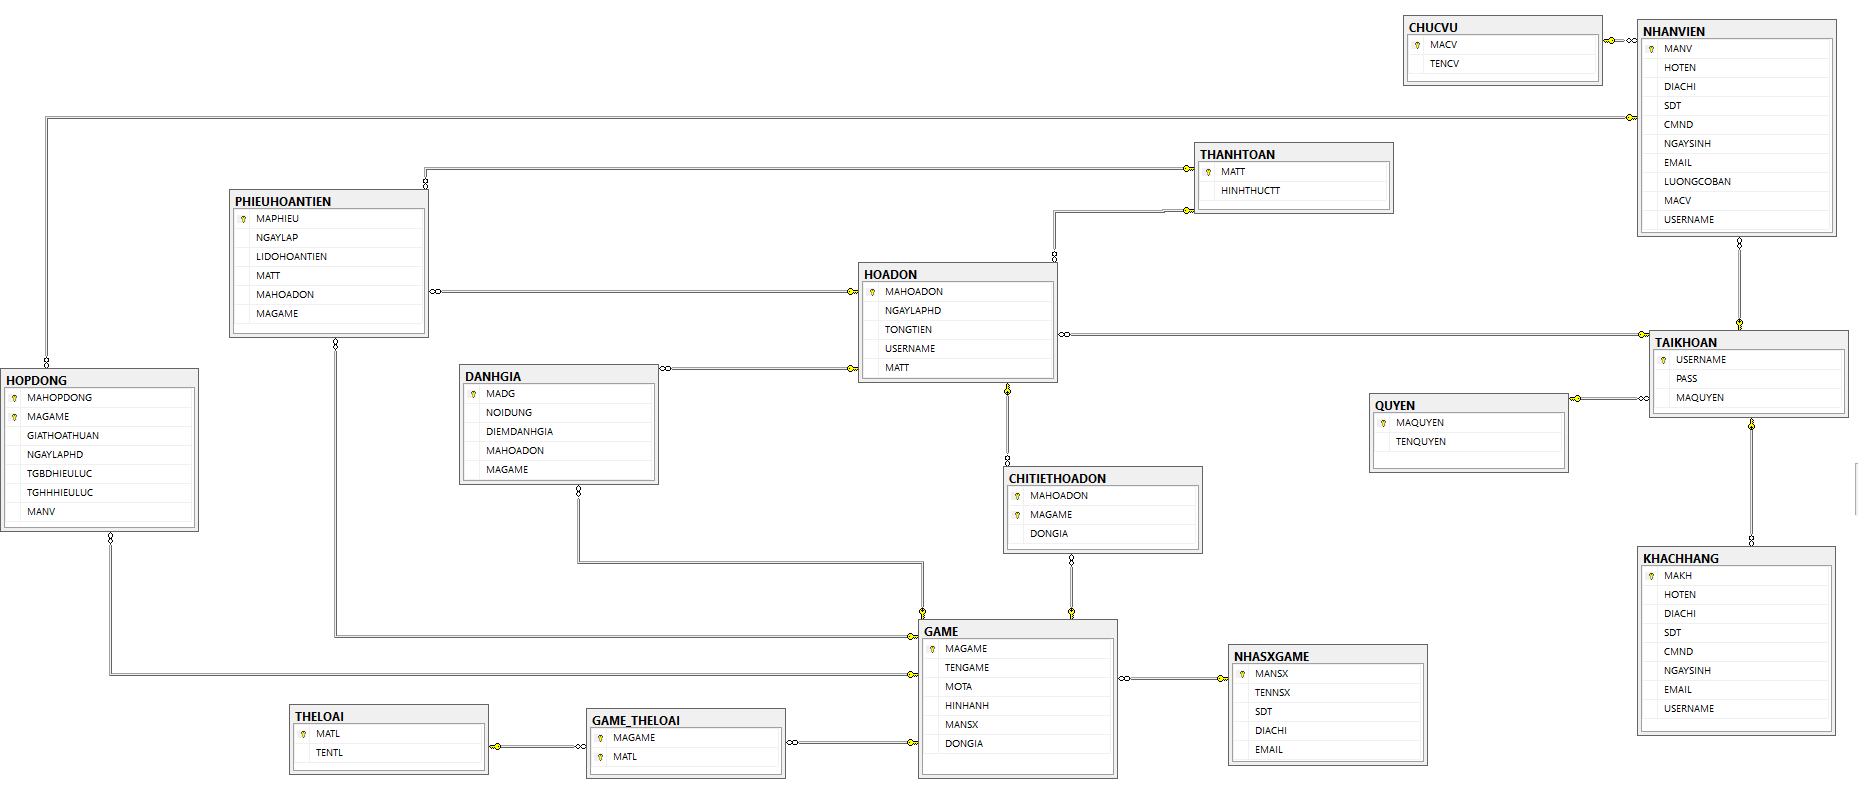 CHUCVU
MACV
TENCV
NHANVIEN
MANV
HOTEN
DIACHI
SDT
CMND
NGAYSINH
EMAIL
LUONGCOBAN
MACV
USERNAME
THANHTOAN
MATT
HINHTHUCTT
PHIEUHOANTIEN
MAPHIEU
NGAYLAP
LIDOHOANTIEN
MATT
MAHOADON
MAGAME
HOADON
MAHOADON
NGAYLAPHD
TONGTIEN
USERNAME
MATT
TAIKHOAN
USERNAME
PASS
MAQUYEN
HOPDONG
MAHOPDONG
MAGAME
GIATHOATHUAN
NGAYLAPHD
TGBDHIEULUC
TGHHHIEULUC
MANV
DANHGIA
MADG
NOIDUNG
DIEMDANHGIA
MAHOADON
MAGAME
QUYEN
MAQUYEN
TENQUYEN
CHITIETHOADON
MAHOADON
MAGAME
DONGIA
KHACHHANG
MAKH
HOTEN
DIACHI
SDT
CMND
NGAYSINH
EMAIL
USERNAME
GAME
MAGAME
TENGAME
MOTA
HINHANH
MANSX
DONGIA
NHASXGAME
MANSX
TENNSX
SDT
DIACHI
EMAIL
THELOAI
MATL
TENTL
GAME_THELOAI
MAGAME
MATL